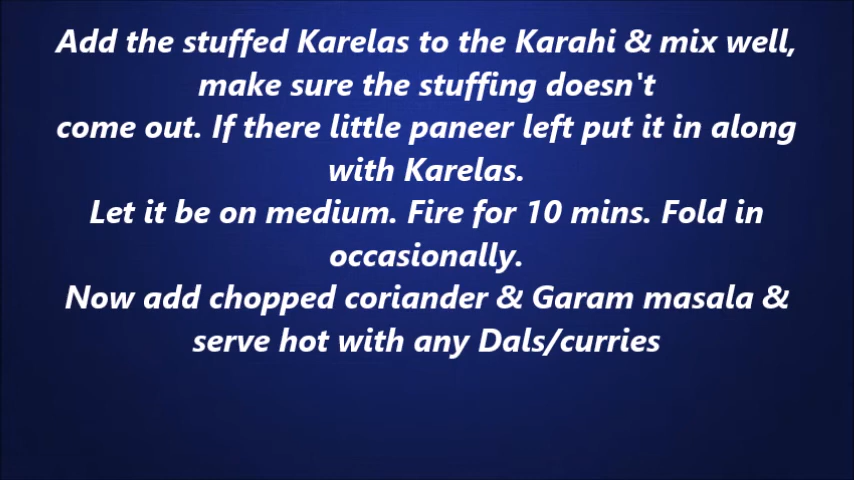 Add the stuffed Karelas to the Karahi & mix well,
make sure the stuffing doesn't
come out. If there little paneer left put it in along
with Karelas.
Let it be on medium. Fire for 10 mins. Fold in
occasionally.
Now add chopped coriander & Garam masala &
serve hot with any Dals/curries